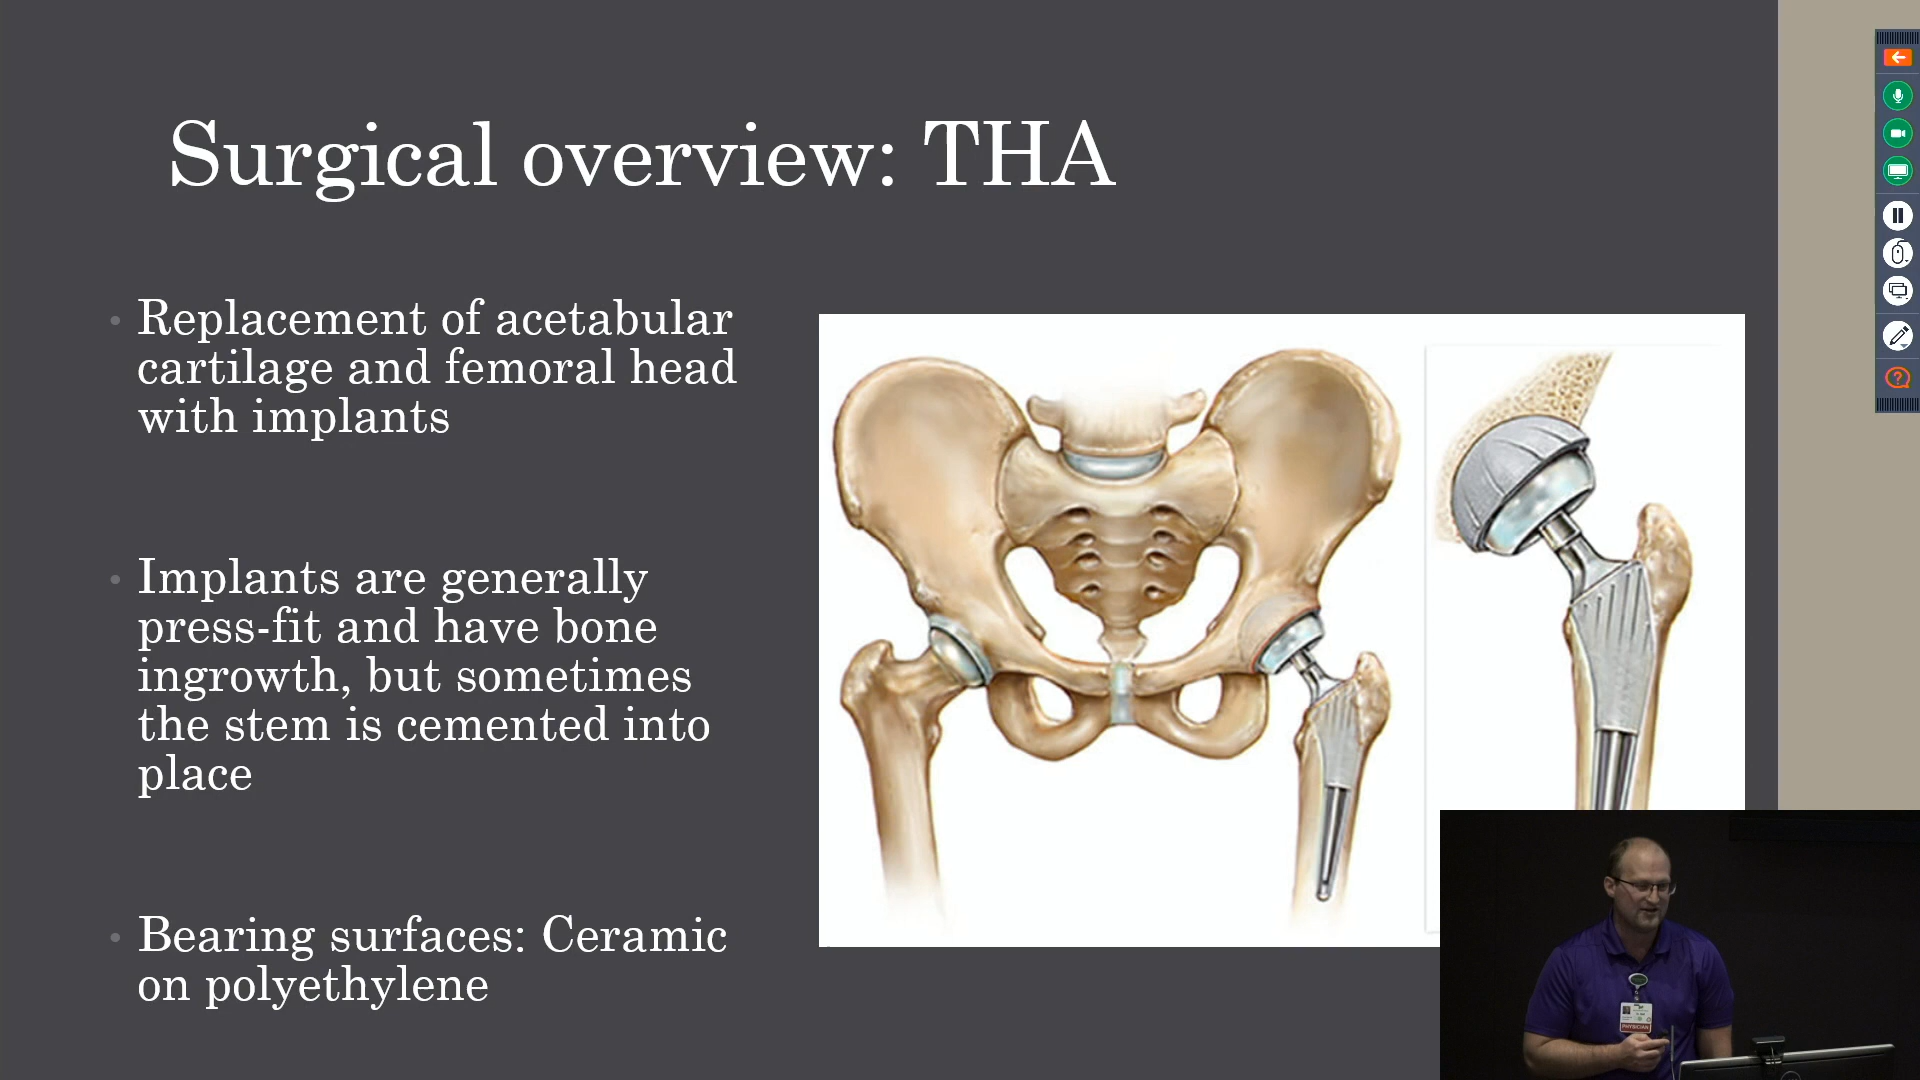 Surgical overview: THA
• Replacement of acetabular
cartilage and femoral head
with implants
• Implants are generally
press-fit and have bone
ingrowth, but sometimes
the stem is cemented into
place
• Bearing surfaces: Ceramic
on polyethylene
PHYSICIAN